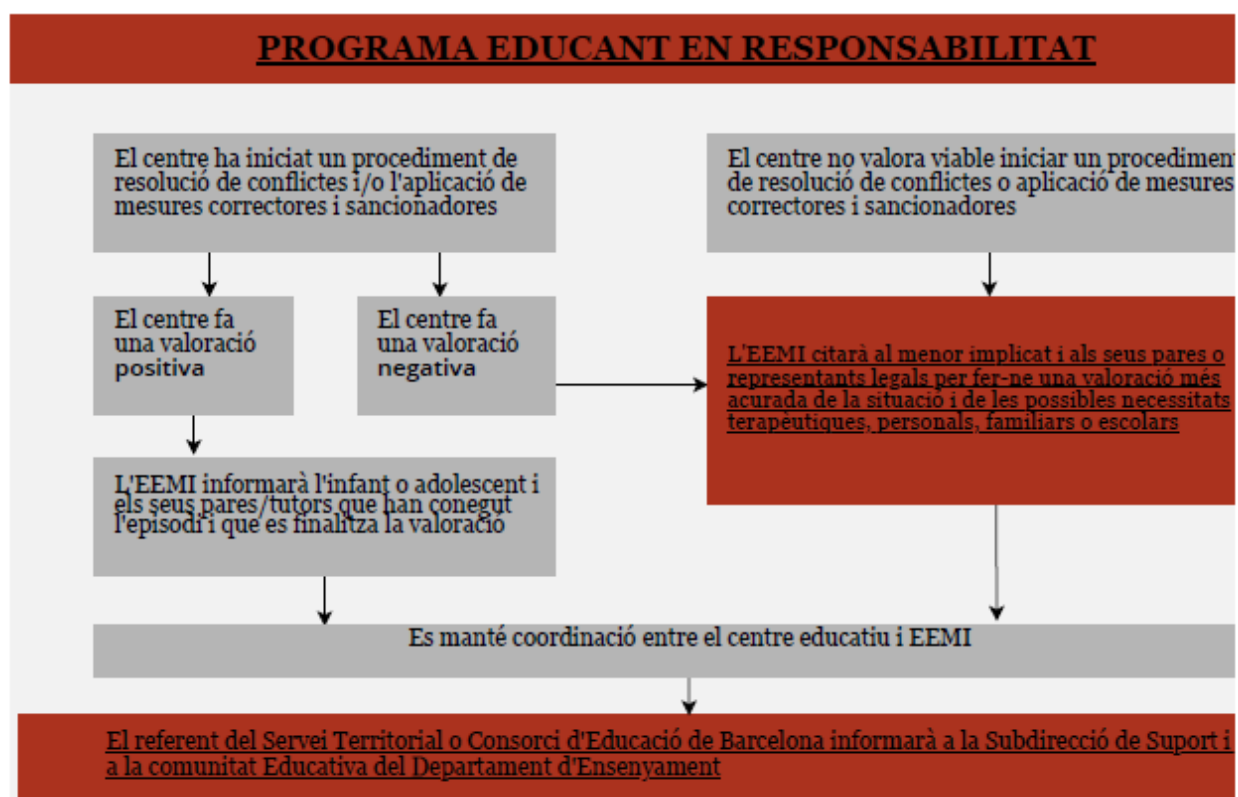 PROGRAMA EDUCANT EN RESPONSABILITAT
El centre ha iniciat un procediment de
resolució de conflictes i/o l'aplicació de
mesures correctores i sancionadores
El centre no valora viable iniciar un procedimen
de resolució de conflictes o aplicació de mesures
correctores i sancionadores
El centre fa
una valoració
positiva
El centre fa
una valoració
negativa
L'EEMI citarà al menor implicat i als seus pares o
representants legals per fer-ne una valoració més
acurada de la situació i de les possibles necessitats
terapèutiques, personals, familiars o escolars
L'EEMI informarà l'infant o adolescent i
els seus pares/tutors que han conegut
l'episodi i que es finalitza la valoració
Es manté coordinació entre el centre educatiu i EEMI
El referent del Servei Territorial o Consorci d'Educació de Barcelona informarà a la Subdirecció de Suport i
a la comunitat Educativa del Departament d'Ensenyament